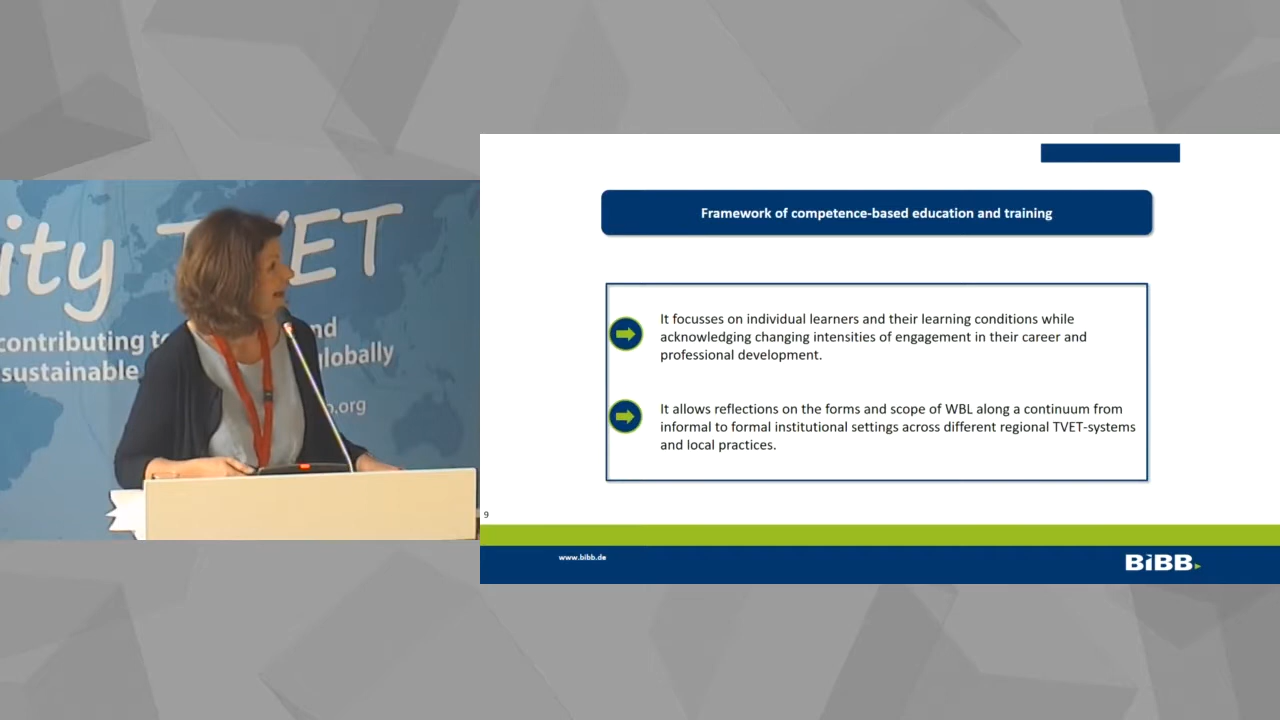 ity TVET
contributing to
nd
sustainable
globally
.org
Framework of competence-based education and training
It focusses on individual learners and their learning conditions while
acknowledging changing intensities of engagement in their career and
professional development.
It allows reflections on the forms and scope of WBL along a continuum from
informal to formal institutional settings across different regional TVET-systems
and local practices.
9
www.bibb.de
BiBB